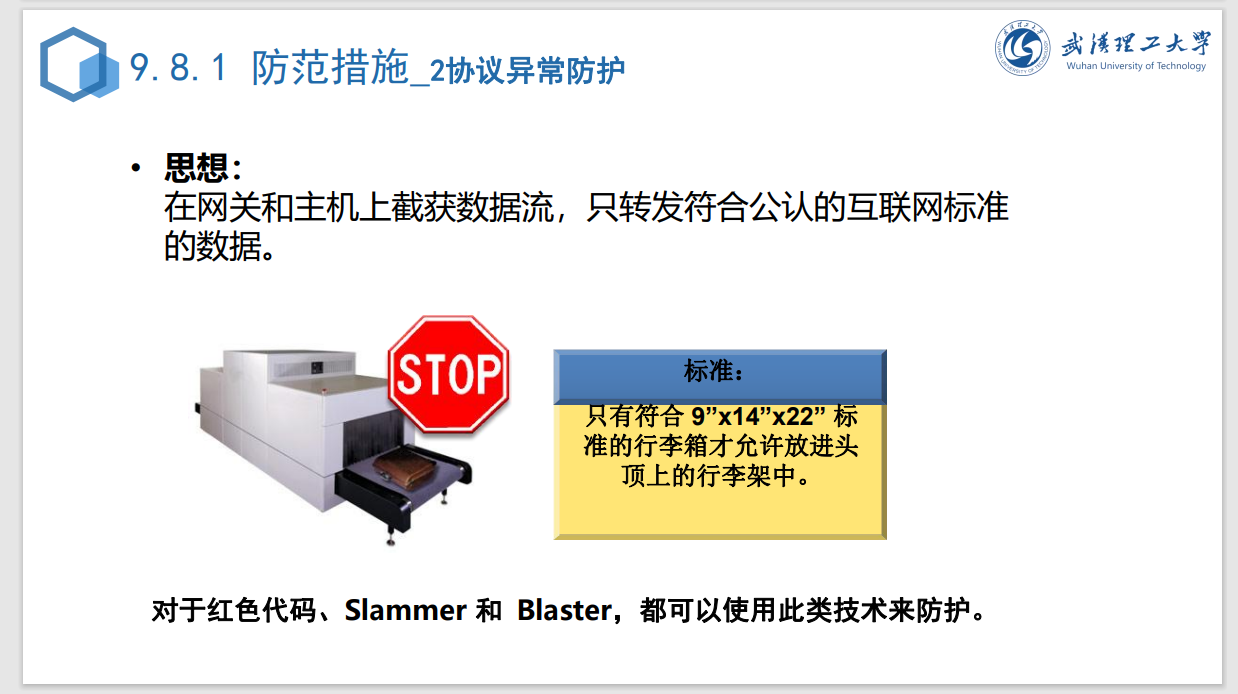 9.8.1 防范措施_2协议异常防护
武汉理工大学
Wuhan University of Technology
• 思想：
在网关和主机上截获数据流，只转发符合公认的互联网标准
的数据。
STOP
标准：
只有符合 9”x14”x22” 标
准的行李箱才允许放进头
顶上的行李架中。
对于红色代码、Slammer 和 Blaster，都可以使用此类技术来防护。